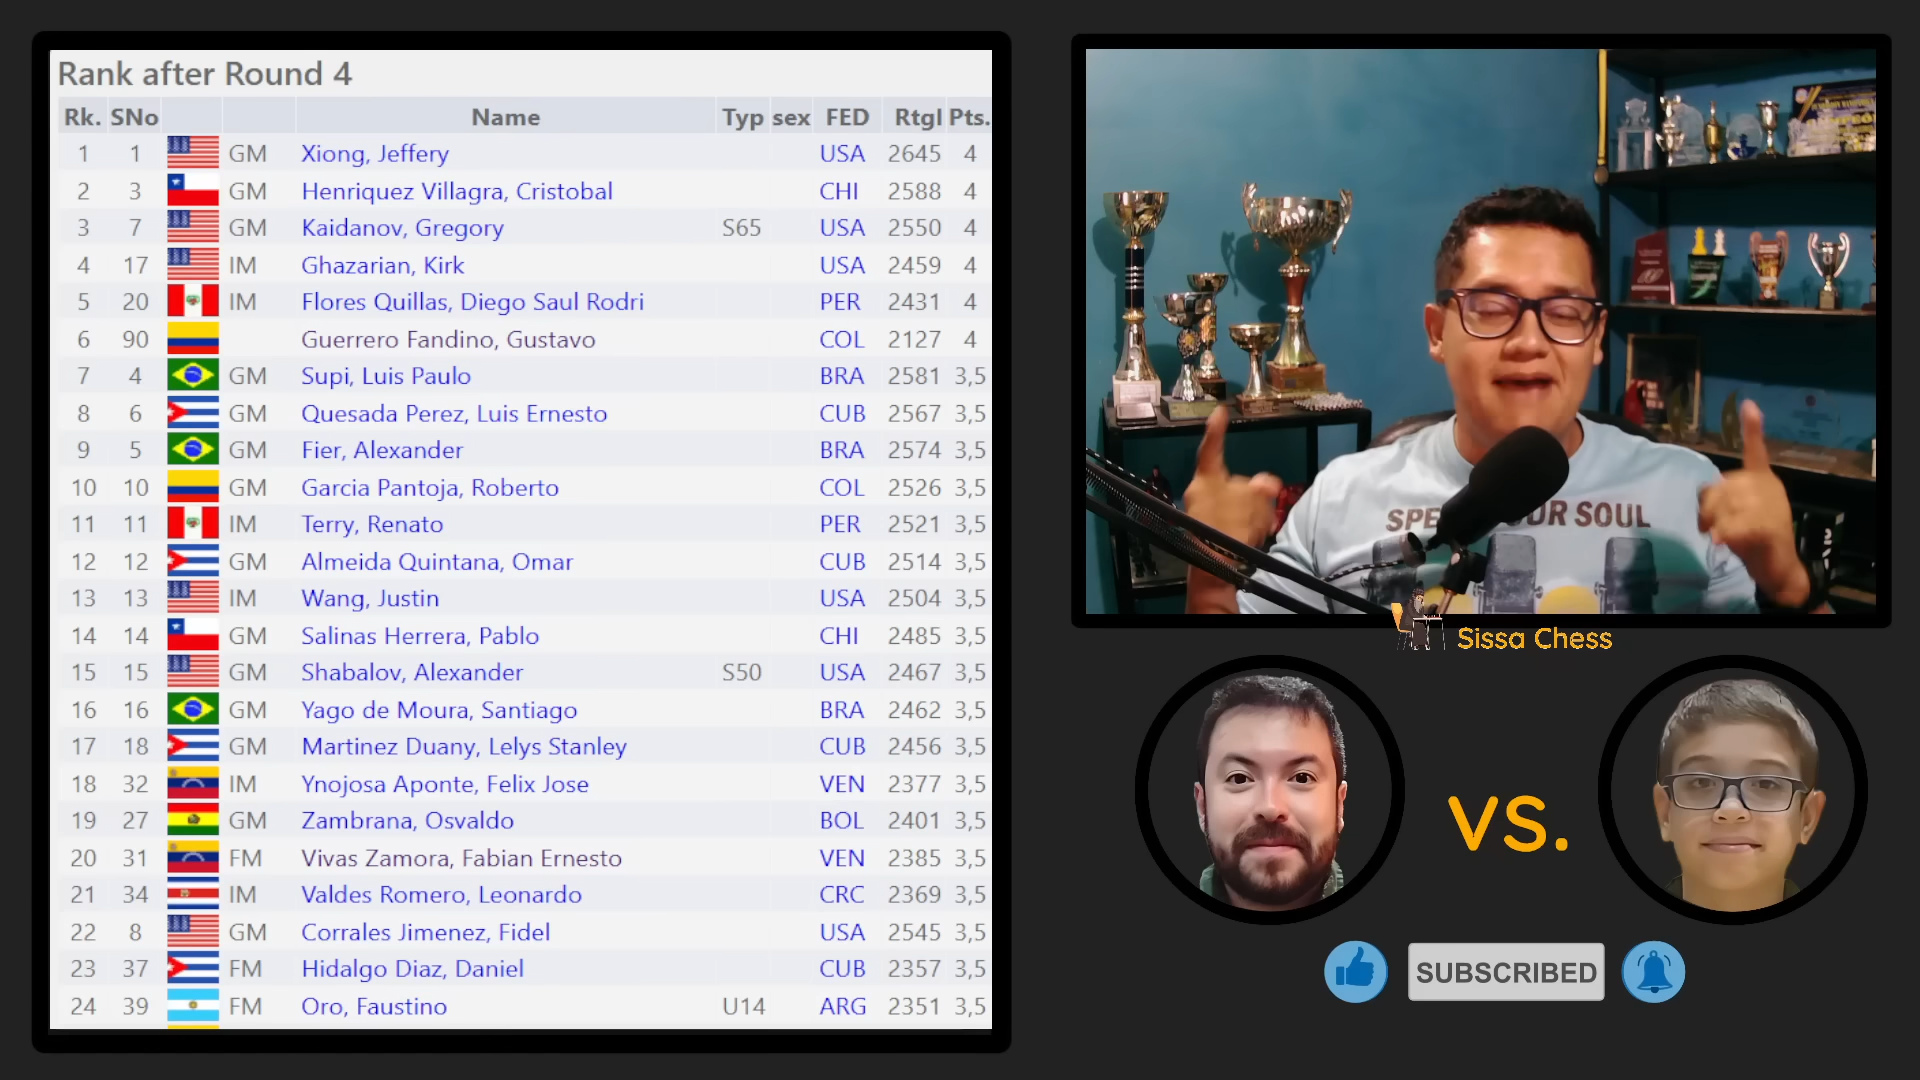 Rank after Round 4
Rk. SNo Name Typ sex FED RtgI Pts.
1 1 GM Xiong, Jeffery USA 2645 4
2 3 GM Henriquez Villagra, Cristobal CHI 2588 4
3 7 GM Kaidanov, Gregory S65 USA 2550 4
4 17 IM Ghazarian, Kirk USA 2459 4
5 20 IM Flores Quillas, Diego Saul Rodri PER 2431 4
6 90 Guerrero Fandino, Gustavo COL 2127 4
7 4 GM Supi, Luis Paulo BRA 2581 3,5
8 6 GM Quesada Perez, Luis Ernesto CUB 2567 3,5
9 5 GM Fier, Alexander BRA 2574 3,5
10 10 GM Garcia Pantoja, Roberto COL 2526 3,5
11 11 IM Terry, Renato PER 2521 3,5
12 12 GM Almeida Quintana, Omar CUB 2514 3,5
13 13 IM Wang, Justin USA 2504 3,5
14 14 GM Salinas Herrera, Pablo CHI 2485 3,5
15 15 GM Shabalov, Alexander S50 USA 2467 3,5
16 16 GM Yago de Moura, Santiago BRA 2462 3,5
17 18 GM Martinez Duany, Lelys Stanley CUB 2456 3,5
18 32 IM Ynojosa Aponte, Felix Jose VEN 2377 3,5
19 27 GM Zambrana, Osvaldo BOL 2401 3,5
20 31 FM Vivas Zamora, Fabian Ernesto VEN 2385 3,5
21 34 IM Valdes Romero, Leonardo CRC 2369 3,5
22 8 GM Corrales Jimenez, Fidel USA 2545 3,5
23 37 FM Hidalgo Diaz, Daniel CUB 2357 3,5
24 39 FM Oro, Faustino U14 ARG 2351 3,5
SOUL
Sissa Chess
vs.
SUBSCRIBED